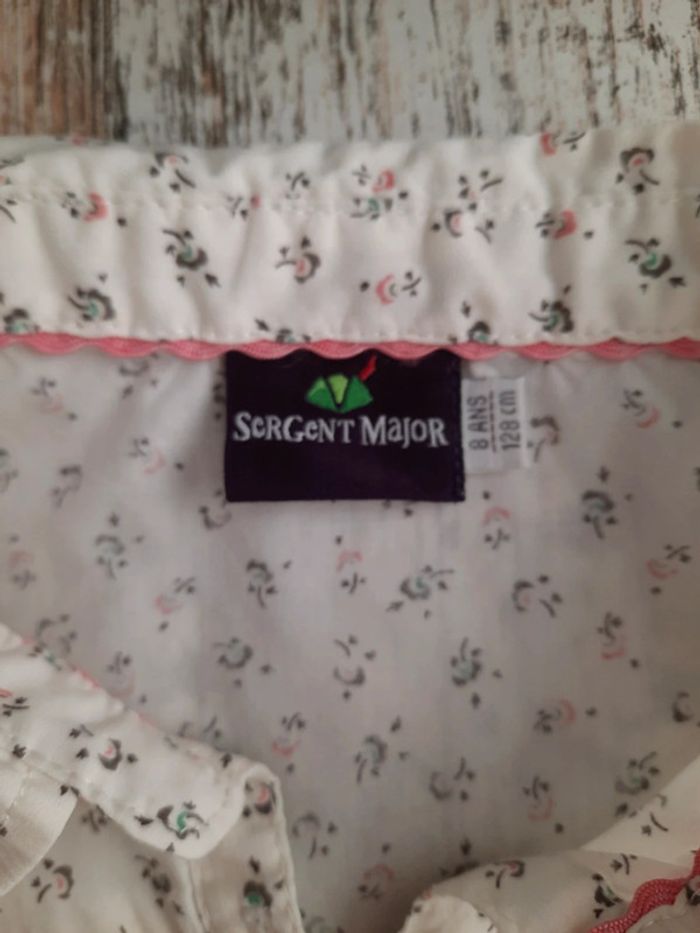 SeRGeNT MaJOR
8 ANS
128 cm